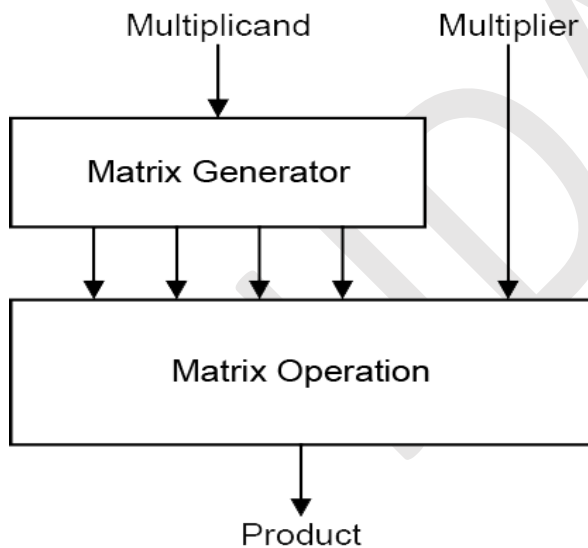 Multiplicand Multiplier
Matrix Generator
Matrix Operation
Product